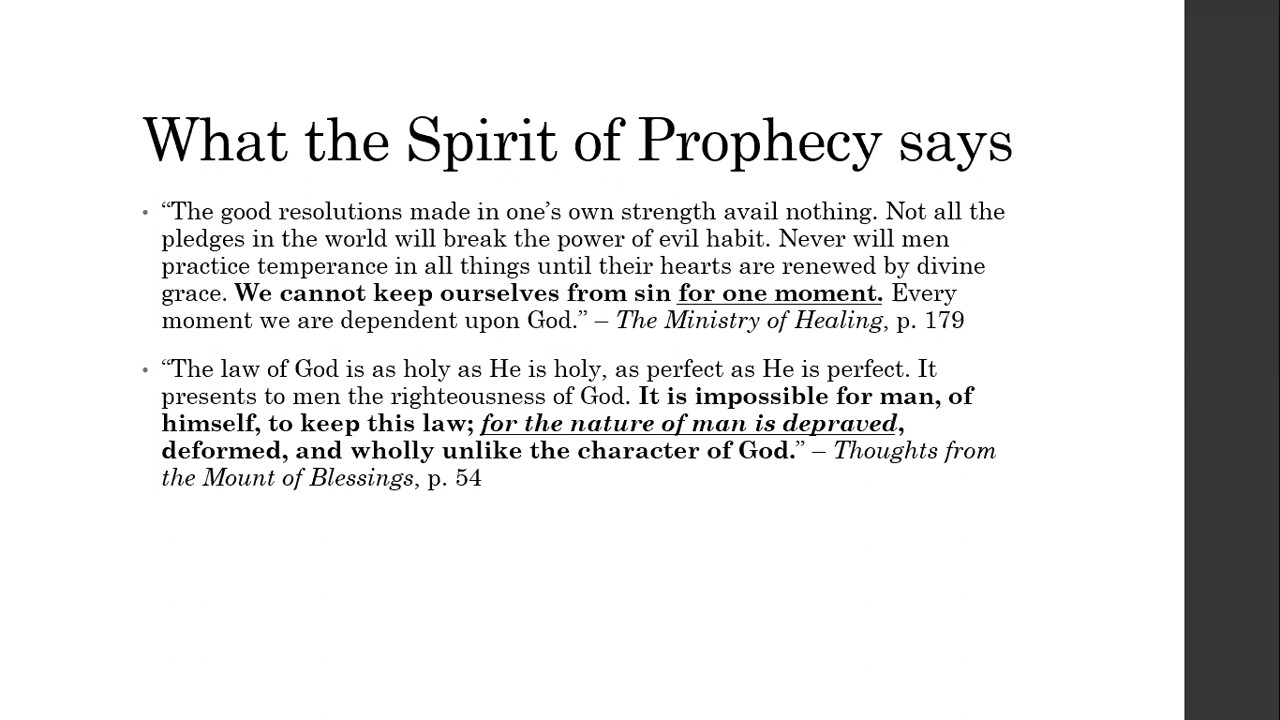 What the Spirit of Prophecy says
• “The good resolutions made in one’s own strength avail nothing. Not all the
pledges in the world will break the power of evil habit. Never will men
practice temperance in all things until their hearts are renewed by divine
grace. We cannot keep ourselves from sin for one moment. Every
moment we are dependent upon God.” – The Ministry of Healing, p. 179
• “The law of God is as holy as He is holy, as perfect as He is perfect. It
presents to men the righteousness of God. It is impossible for man, of
himself, to keep this law; for the nature of man is depraved,
deformed, and wholly unlike the character of God.” – Thoughts from
the Mount of Blessings, p. 54